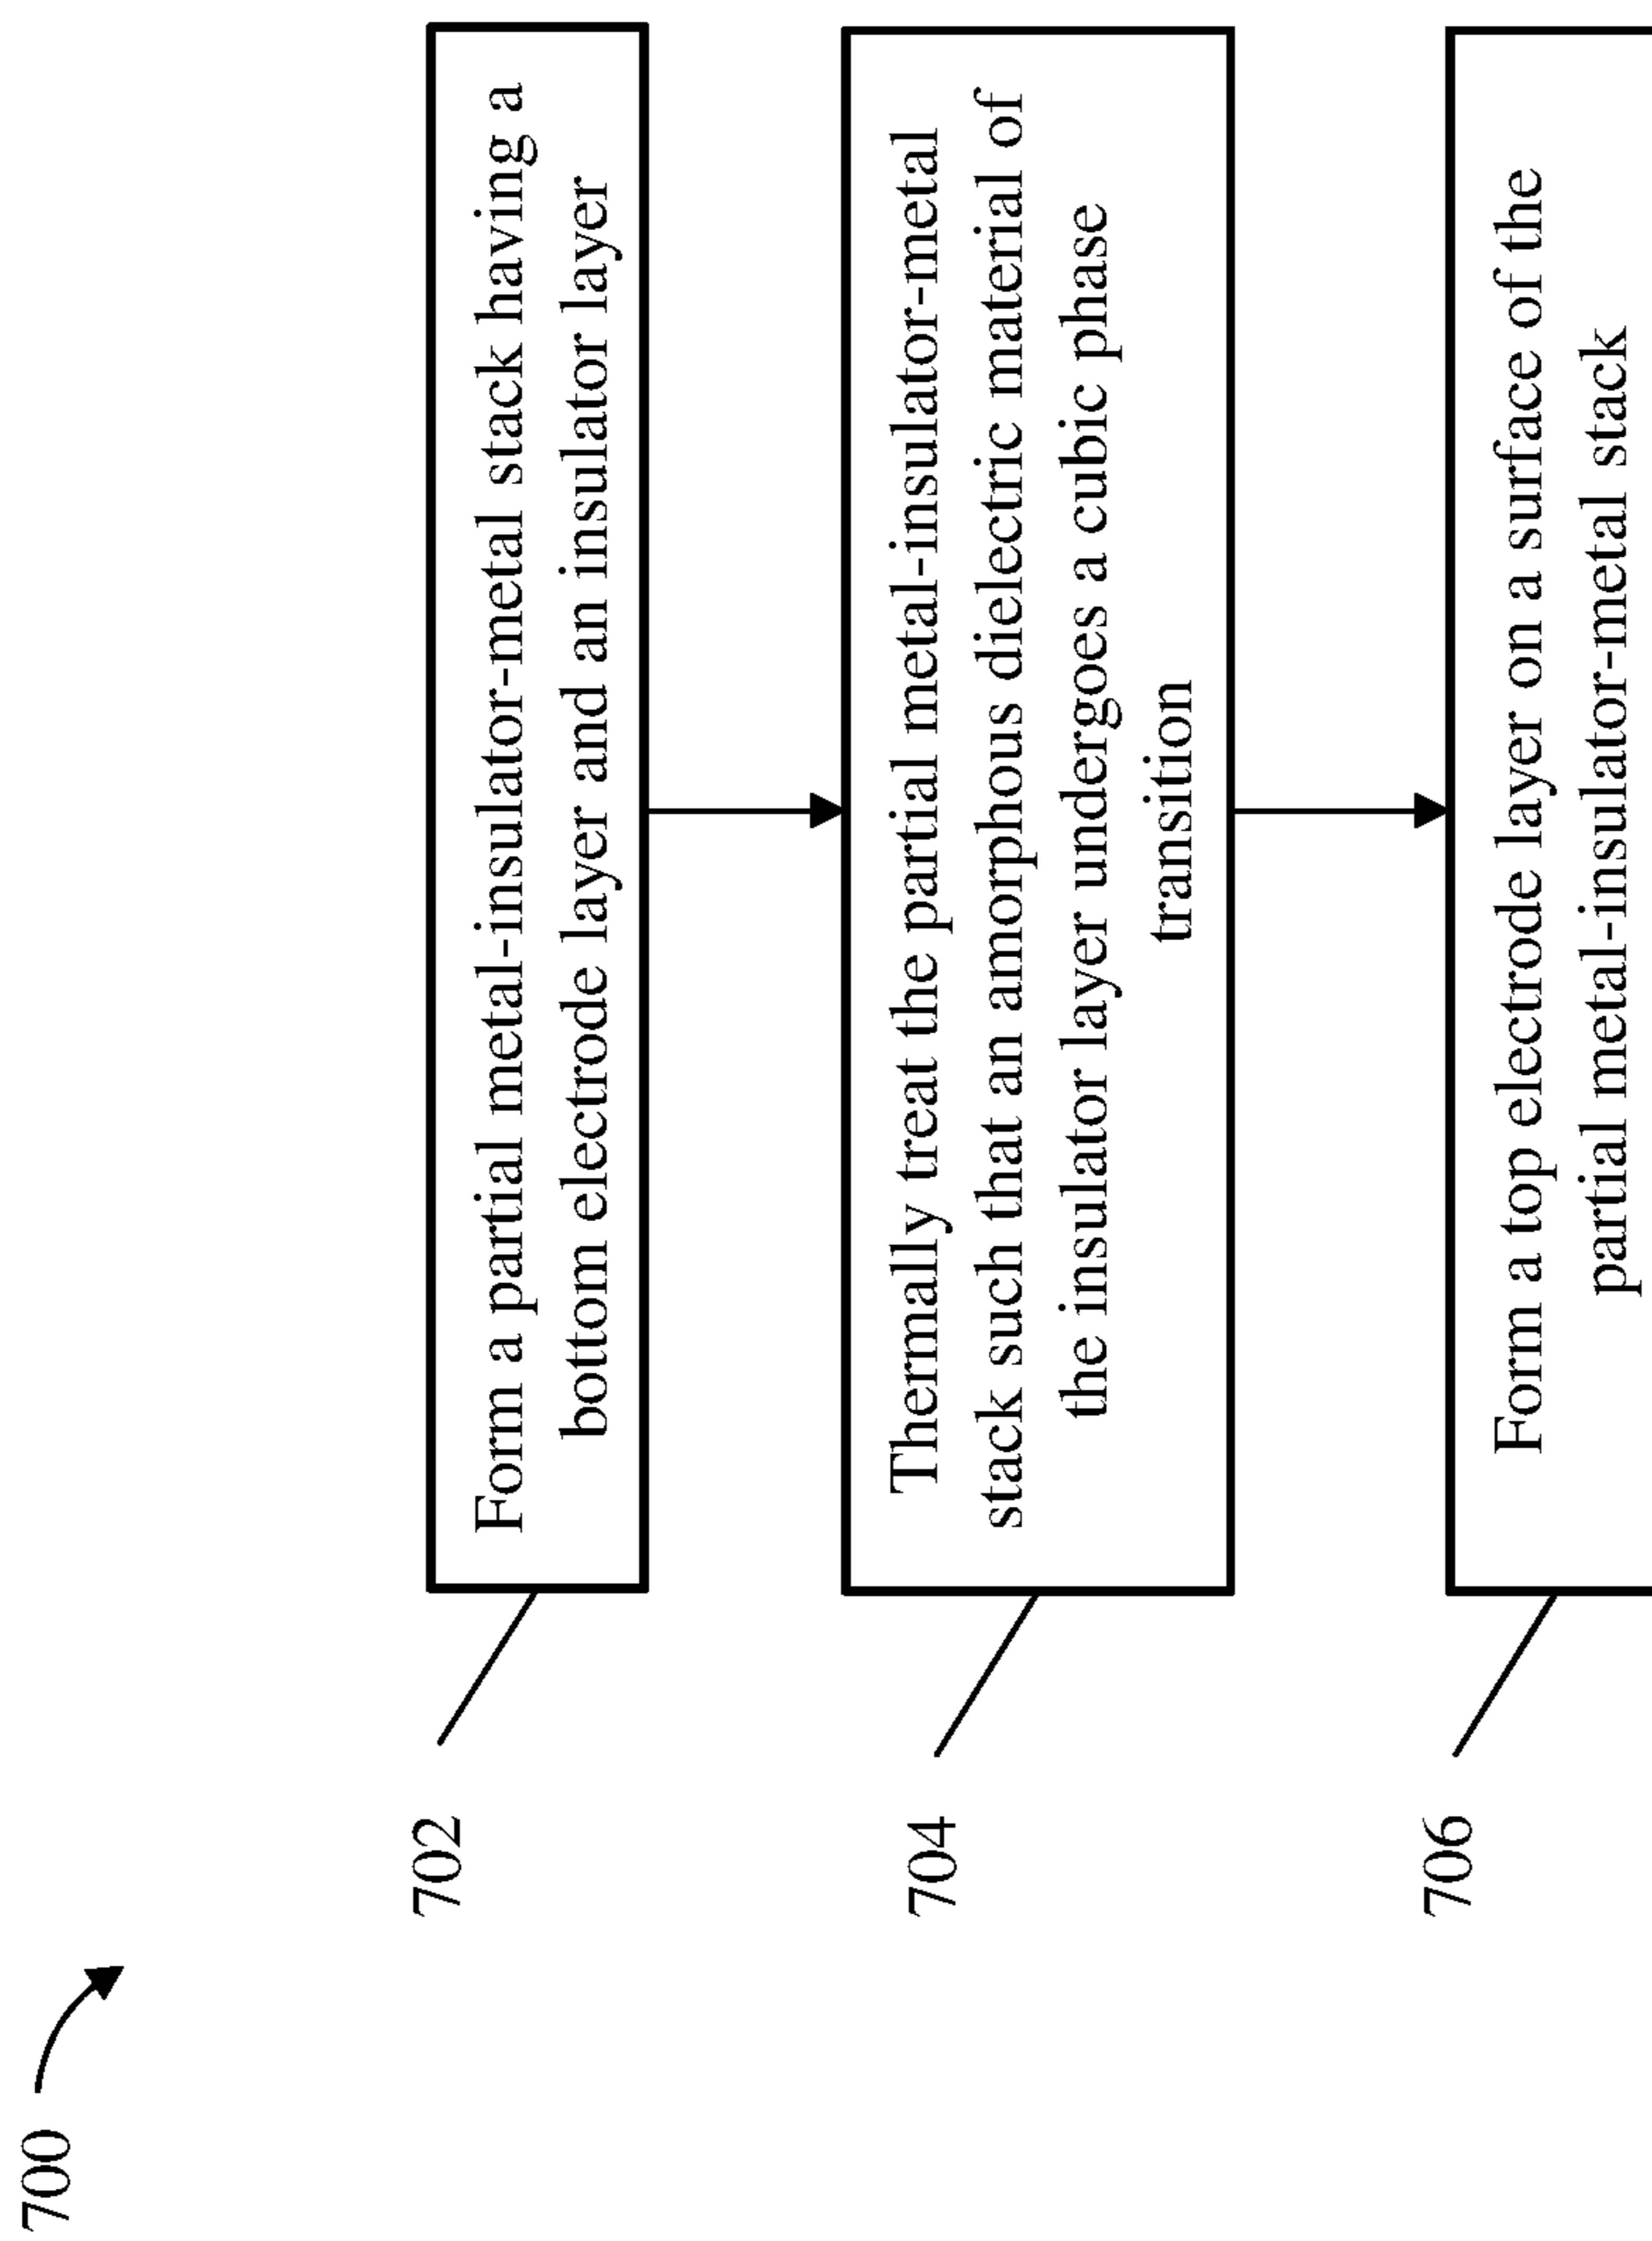 700
702
Form a partial metal-insulator-metal stack having a
bottom electrode layer and an insulator layer
704
Thermally treat the partial metal-insulator-metal
stack such that an amorphous dielectric material of
the insulator layer undergoes a cubic phase
transition
706
Form a top electrode layer on a surface of the
partial metal-insulator-metal stack